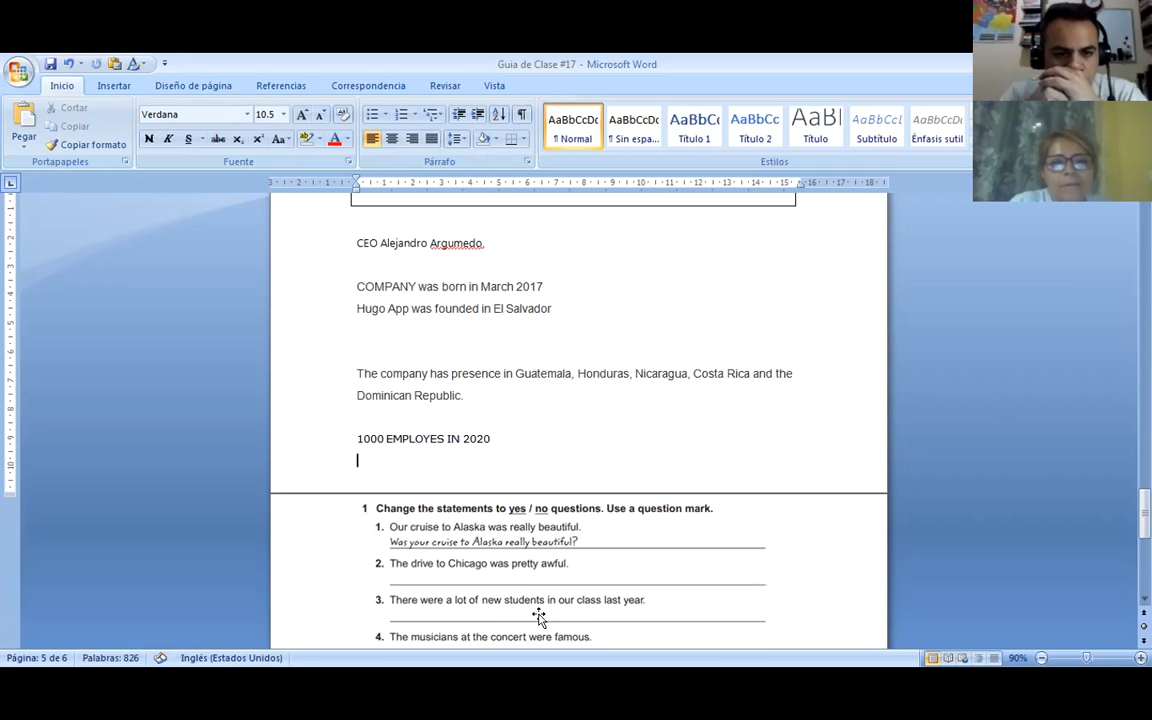 Guia de Clase #17 - Microsoft Word
Inicio Insertar Diseño de página Referencias Correspondencia Revisar Vista
Pegar
Cortar
Copiar
Copiar formato
Portapapeles
Verdana 10.5
Fuente
Párrafo
AaBbCcDc AaBbCcDc AaBbCc AaBbCc AaBb AaBbCc. AaBbCcDc
¶ Normal ¶ Sin espa... Título 1 Título 2 Título Subtítulo Énfasis sutil
Estilos
CEO Alejandro Argumedo,
COMPANY was born in March 2017
Hugo App was founded in El Salvador
The company has presence in Guatemala, Honduras, Nicaragua, Costa Rica and the
Dominican Republic.
1000 EMPLOYES IN 2020
1 Change the statements to yes / no questions. Use a question mark.
1. Our cruise to Alaska was really beautiful.
Was your cruise to Alaska really beautiful?
2. The drive to Chicago was pretty awful.
3. There were a lot of new students in our class last year.
4. The musicians at the concert were famous.
Página: 5 de 6 Palabras: 826 Inglés (Estados Unidos) 90%